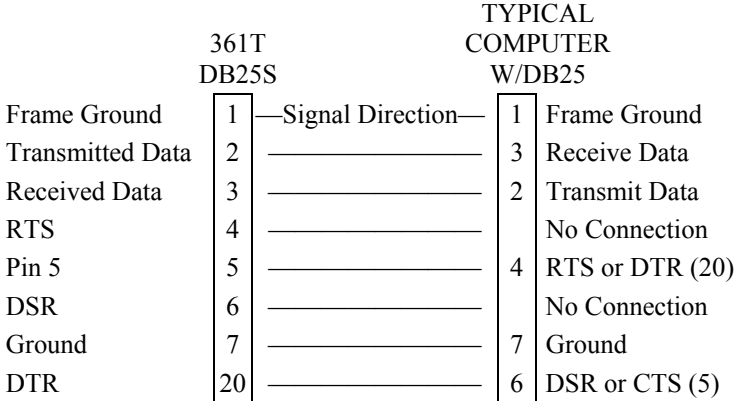 TYPICAL
361T COMPUTER
DB25S W/DB25
Frame Ground 1 —Signal Direction— 1 Frame Ground
Transmitted Data 2 3 Receive Data
Received Data 3 2 Transmit Data
RTS 4 No Connection
Pin 5 5 4 RTS or DTR (20)
DSR 6 No Connection
Ground 7 7 Ground
DTR 20 6 DSR or CTS (5)